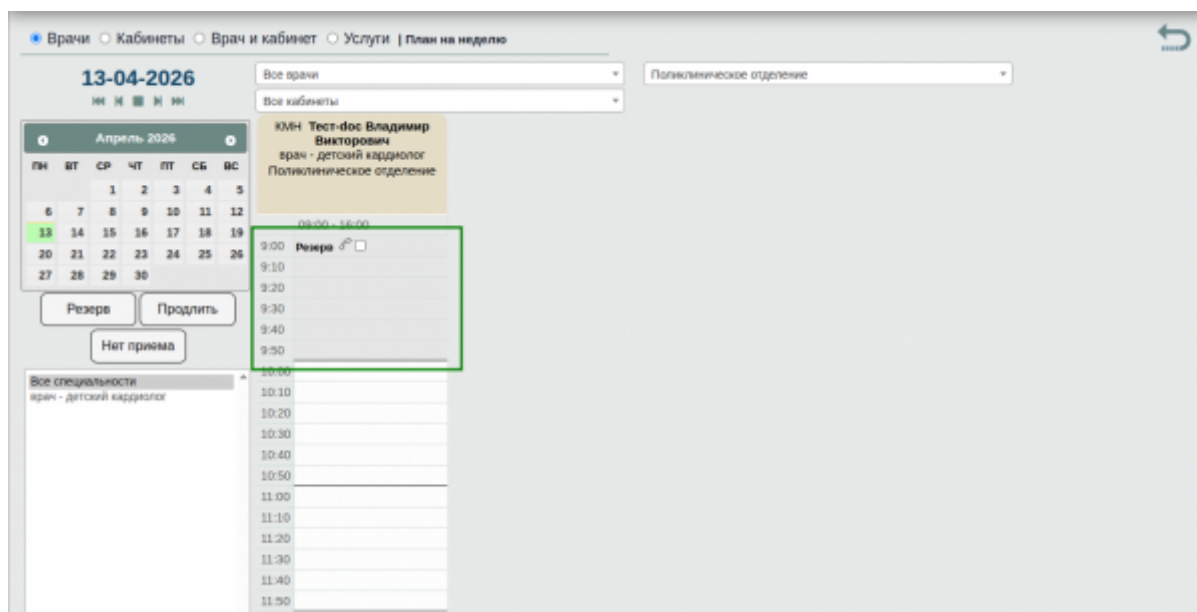 Врачи Кабинеты Врач и кабинет Услуги | План на неделю
13-04-2026
Все врачи
Поликлиническое отделение
Все кабинеты
Апрель 2026
ПН ВТ СР ЧТ ПТ СБ ВС
1 2 3 4 5
6 7 8 9 10 11 12
13 14 15 16 17 18 19
20 21 22 23 24 25 26
27 28 29 30
Резерв Продлить
Нет приема
Все специальности
врач - детский кардиолог
КМН Тест-doc Владимир
Викторович
врач - детский кардиолог
Поликлиническое отделение
09:00 - 16:00
9:00 Резерв
9:10
9:20
9:30
9:40
9:50
10:00
10:10
10:20
10:30
10:40
10:50
11:00
11:10
11:20
11:30
11:40
11:50